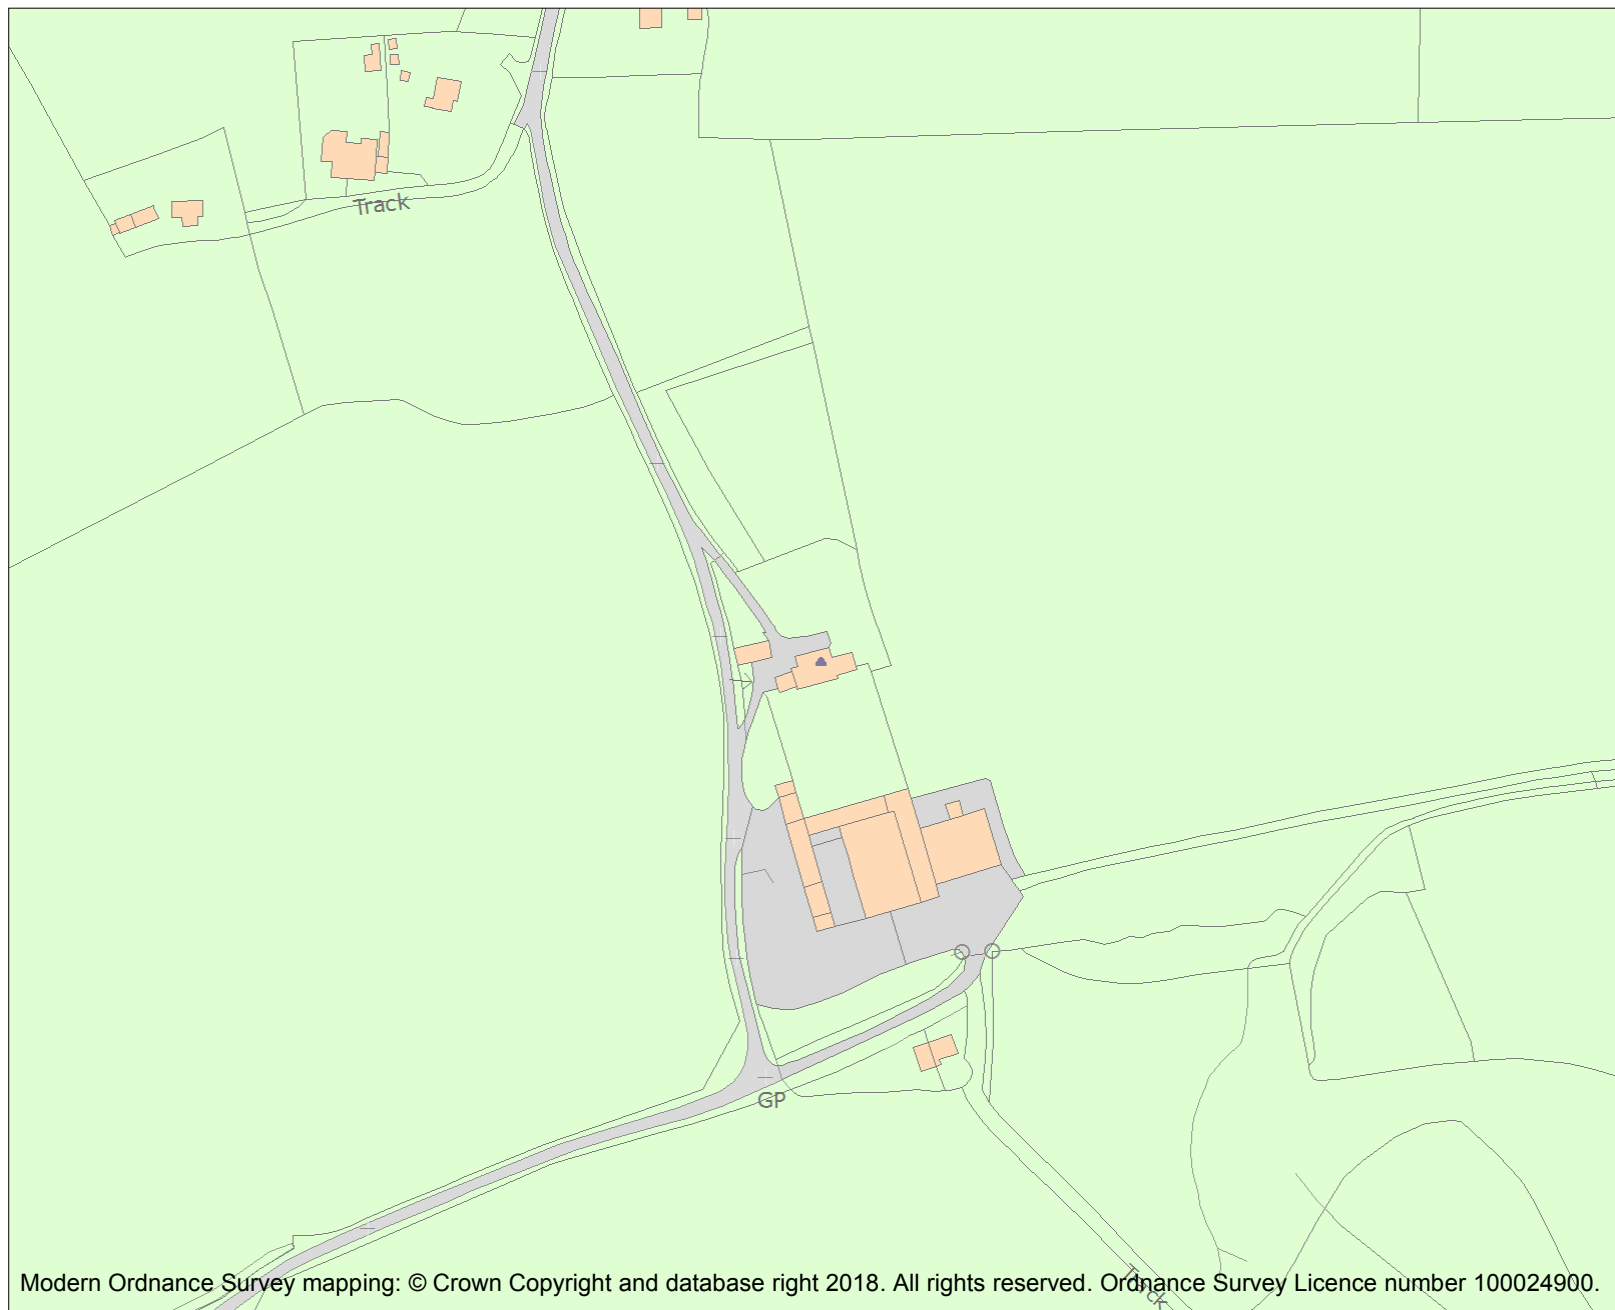 Track
GP
Track
Modern Ordnance Survey mapping: © Crown Copyright and database right 2018. All rights reserved. Ordnance Survey Licence number 100024900.